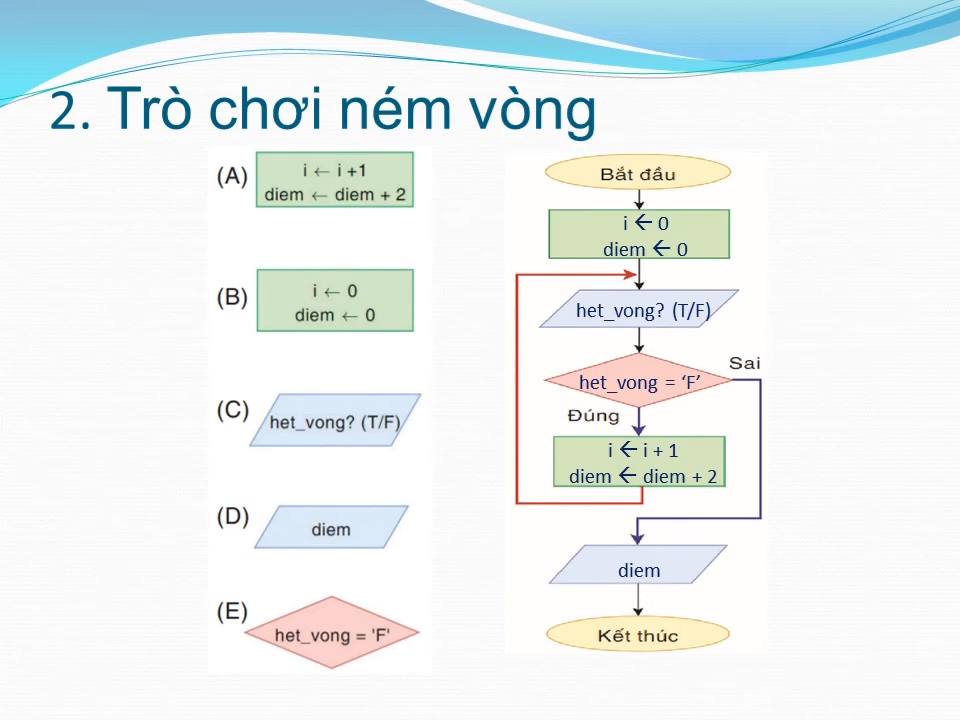 2. Trò chơi ném vòng
(A)
i ← i +1
diem ← diem + 2
(B)
i ← 0
diem ← 0
(C)
het_vong? (T/F)
(D)
diem
(E)
het_vong = 'F'
Bắt đầu
i ← 0
diem ← 0
het_vong? (T/F)
het_vong = ‘F’
Sai
Đúng
i ← i + 1
diem ← diem + 2
diem
Kết thúc